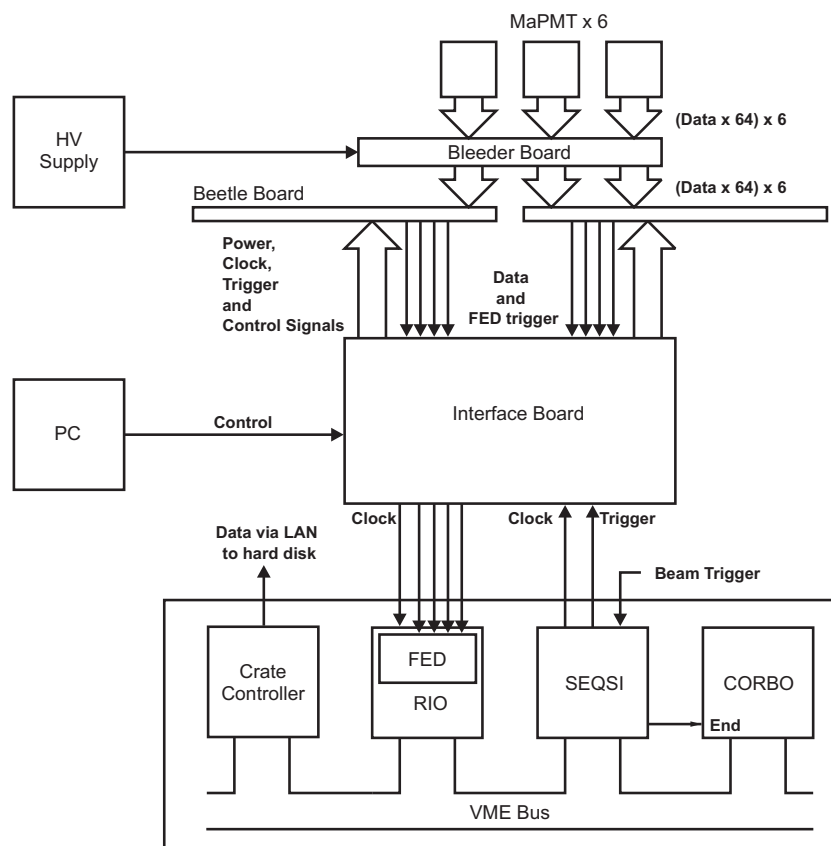 MaPMT x 6
HV
Supply
(Data x 64) x 6
Bleeder Board
Beetle Board
(Data x 64) x 6
Power,
Clock,
Trigger
and
Control Signals
Data
and
FED trigger
PC
Control
Interface Board
Clock
Clock
Trigger
Data via LAN
to hard disk
Beam Trigger
Crate
Controller
FED
RIO
SEQSI
CORBO
End
VME Bus